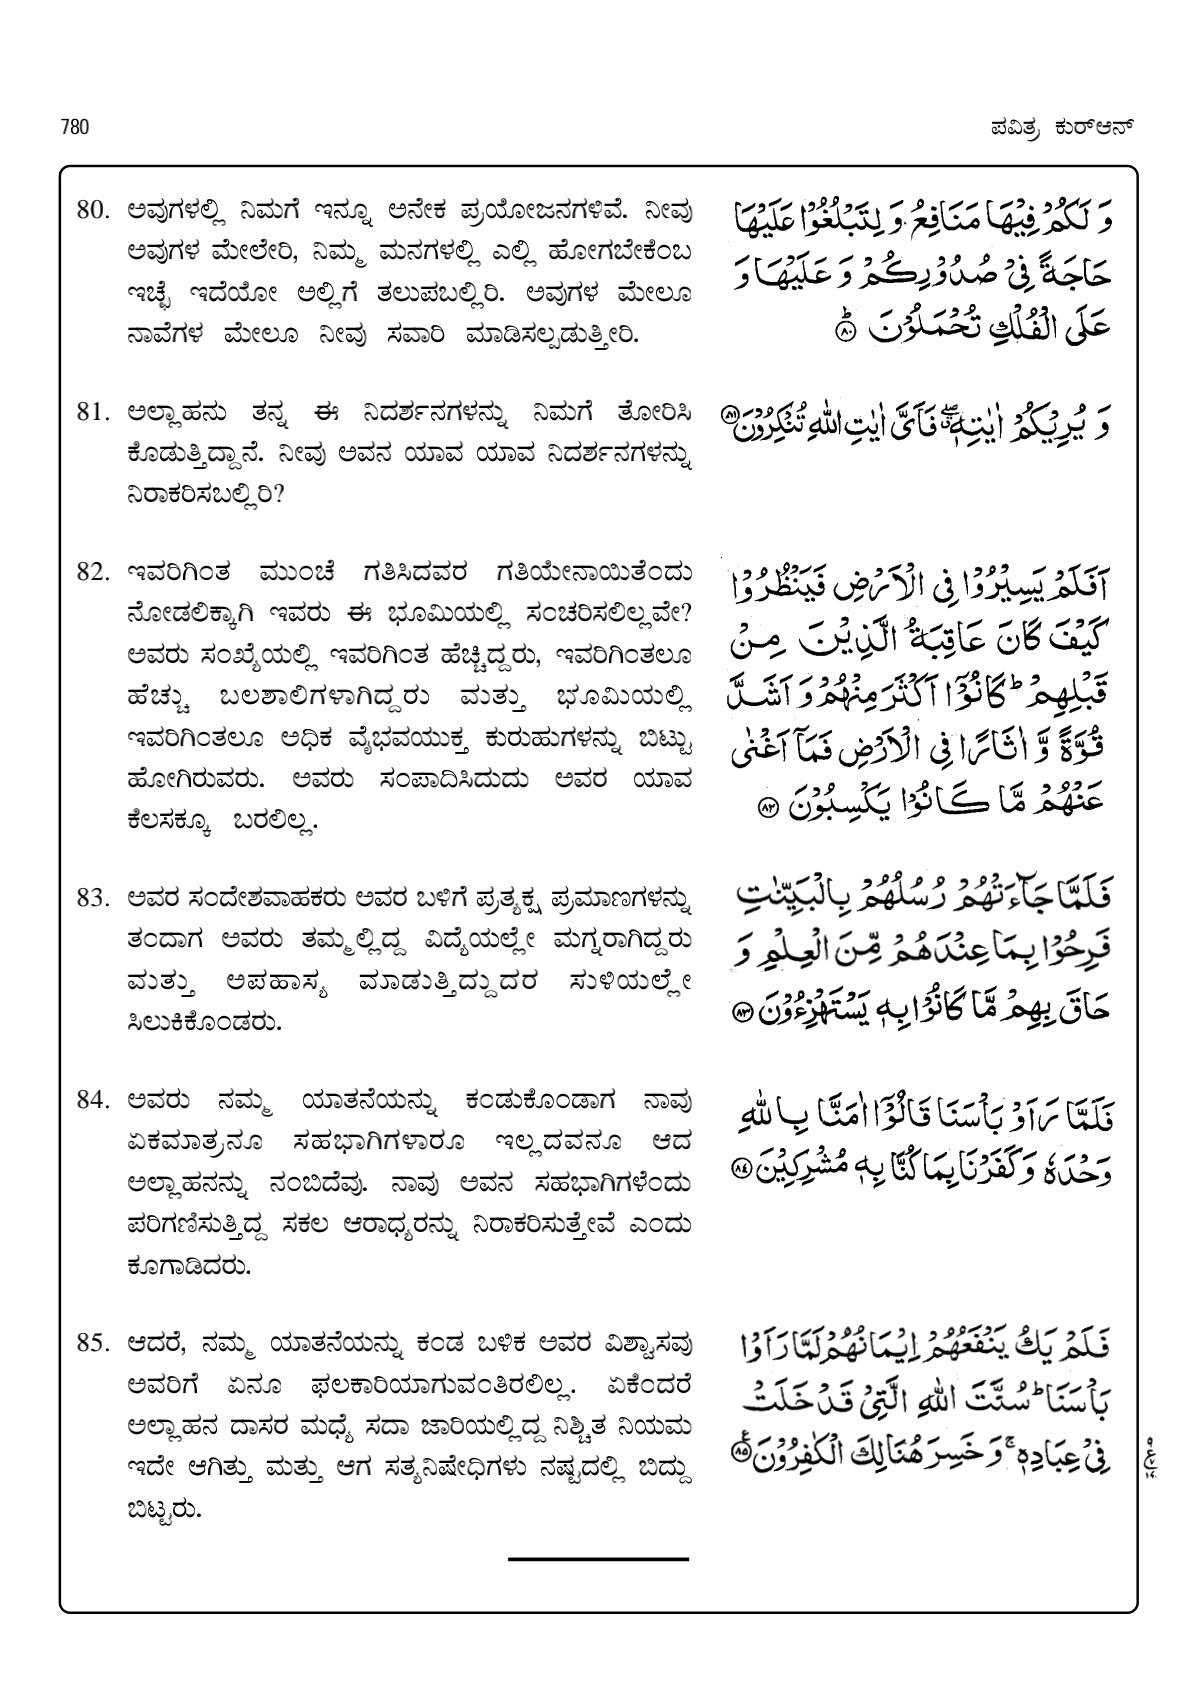 780
ಪವಿತ್ರ ಕುರ್‌ಆನ್
80. ಅವುಗಳಲ್ಲಿ ನಿಮಗೆ ಇನ್ನೂ ಅನೇಕ ಪ್ರಯೋಜನಗಳಿವೆ. ನೀವು
ಅವುಗಳ ಮೇಲೇರಿ, ನಿಮ್ಮ ಮನಗಳಲ್ಲಿ ಎಲ್ಲಿ ಹೋಗಬೇಕೆಂಬ
ಇಚ್ಛೆ ಇದೆಯೋ ಅಲ್ಲಿಗೆ ತಲುಪಬಲ್ಲಿರಿ. ಅವುಗಳ ಮೇಲೂ
ನಾವೆಗಳ ಮೇಲೂ ನೀವು ಸವಾರಿ ಮಾಡಿಸಲ್ಪಡುತ್ತೀರಿ.
وَ لَكُمْ فِيْهَا مَنَافِعُ وَ لِتَبْلُغُوْا عَلَيْهَا
حَاجَةً فِيْ صُدُوْرِكُمْ وَ عَلَيْهَا وَ
عَلَى الْفُلْكِ تُحْمَلُوْنَ ؕ۸۰
81. ಅಲ್ಲಾಹನು ತನ್ನ ಈ ನಿದರ್ಶನಗಳನ್ನು ನಿಮಗೆ ತೋರಿಸಿ
ಕೊಡುತ್ತಿದ್ದಾನೆ. ನೀವು ಅವನ ಯಾವ ಯಾವ ನಿದರ್ಶನಗಳನ್ನು
ನಿರಾಕರಿಸಬಲ್ಲಿರಿ?
وَ يُرِيْكُمْ اٰيٰتِهٖ فَاَيَّ اٰيٰتِ اللّٰهِ تُنْكِرُوْنَ ۸۱
82. ಇವರಿಗಿಂತ ಮುಂಚೆ ಗತಿಸಿದವರ ಗತಿಯೇನಾಯಿತೆಂದು
ನೋಡಲಿಕ್ಕಾಗಿ ಇವರು ಈ ಭೂಮಿಯಲ್ಲಿ ಸಂಚರಿಸಲಿಲ್ಲವೇ?
ಅವರು ಸಂಖ್ಯೆಯಲ್ಲಿ ಇವರಿಗಿಂತ ಹೆಚ್ಚಿದ್ದರು, ಇವರಿಗಿಂತಲೂ
ಹೆಚ್ಚು ಬಲಶಾಲಿಗಳಾಗಿದ್ದರು ಮತ್ತು ಭೂಮಿಯಲ್ಲಿ
ಇವರಿಗಿಂತಲೂ ಅಧಿಕ ವೈಭವಯುಕ್ತ ಕುರುಹುಗಳನ್ನು ಬಿಟ್ಟು
ಹೋಗಿರುವರು. ಅವರು ಸಂಪಾದಿಸಿದುದು ಅವರ ಯಾವ
ಕೆಲಸಕ್ಕೂ ಬರಲಿಲ್ಲ.
اَفَلَمْ يَسِيْرُوْا فِي الْاَرْضِ فَيَنْظُرُوْا
كَيْفَ كَانَ عَاقِبَةُ الَّذِيْنَ مِنْ
قَبْلِهِمْ ؕ كَانُوْۤا اَكْثَرَ مِنْهُمْ وَ اَشَدَّ
قُوَّةً وَّ اٰثَارًا فِي الْاَرْضِ فَمَاۤ اَغْنٰى
عَنْهُمْ مَّا كَانُوْا يَكْسِبُوْنَ ۸۲
83. ಅವರ ಸಂದೇಶವಾಹಕರು ಅವರ ಬಳಿಗೆ ಪ್ರತ್ಯಕ್ಷ ಪ್ರಮಾಣಗಳನ್ನು
ತಂದಾಗ ಅವರು ತಮ್ಮಲ್ಲಿದ್ದ ವಿದ್ಯೆಯಲ್ಲೇ ಮಗ್ನರಾಗಿದ್ದರು
ಮತ್ತು ಅಪಹಾಸ್ಯ ಮಾಡುತ್ತಿದ್ದುದರ ಸುಳಿಯಲ್ಲೇ
ಸಿಲುಕಿಕೊಂಡರು.
فَلَمَّا جَآءَتْهُمْ رُسُلُهُمْ بِالْبَيِّنٰتِ
فَرِحُوْا بِمَا عِنْدَهُمْ مِّنَ الْعِلْمِ وَ
حَاقَ بِهِمْ مَّا كَانُوْا بِهٖ يَسْتَهْزِءُوْنَ ۸۳
84. ಅವರು ನಮ್ಮ ಯಾತನೆಯನ್ನು ಕಂಡುಕೊಂಡಾಗ ನಾವು
ಏಕಮಾತ್ರನೂ ಸಹಭಾಗಿಗಳಾರೂ ಇಲ್ಲದವನೂ ಆದ
ಅಲ್ಲಾಹನನ್ನು ನಂಬಿದೆವು. ನಾವು ಅವನ ಸಹಭಾಗಿಗಳೆಂದು
ಪರಿಗಣಿಸುತ್ತಿದ್ದ ಸಕಲ ಆರಾಧ್ಯರನ್ನು ನಿರಾಕರಿಸುತ್ತೇವೆ ಎಂದು
ಕೂಗಾಡಿದರು.
فَلَمَّا رَاَوْ بَاْسَنَا قَالُوْۤا اٰمَنَّا بِاللّٰهِ
وَحْدَهٗ وَ كَفَرْنَا بِمَا كُنَّا بِهٖ مُشْرِكِيْنَ ۸۴
85. ಆದರೆ, ನಮ್ಮ ಯಾತನೆಯನ್ನು ಕಂಡ ಬಳಿಕ ಅವರ ವಿಶ್ವಾಸವು
ಅವರಿಗೆ ಏನೂ ಫಲಕಾರಿಯಾಗುವಂತಿರಲಿಲ್ಲ. ಏಕೆಂದರೆ
ಅಲ್ಲಾಹನ ದಾಸರ ಮಧ್ಯೆ ಸದಾ ಜಾರಿಯಲ್ಲಿದ್ದ ನಿಶ್ಚಿತ ನಿಯಮ
ಇದೇ ಆಗಿತ್ತು ಮತ್ತು ಆಗ ಸತ್ಯನಿಷೇಧಿಗಳು ನಷ್ಟದಲ್ಲಿ ಬಿದ್ದು
ಬಿಟ್ಟರು.
فَلَمْ يَكُ يَنْفَعُهُمْ اِيْمَانُهُمْ لَمَّا رَاَوْا
بَاْسَنَا ؕ سُنَّتَ اللّٰهِ الَّتِيْ قَدْ خَلَتْ
فِيْ عِبَادِهٖ ۚ وَ خَسِرَ هُنَالِكَ الْكٰفِرُوْنَ ۸۵